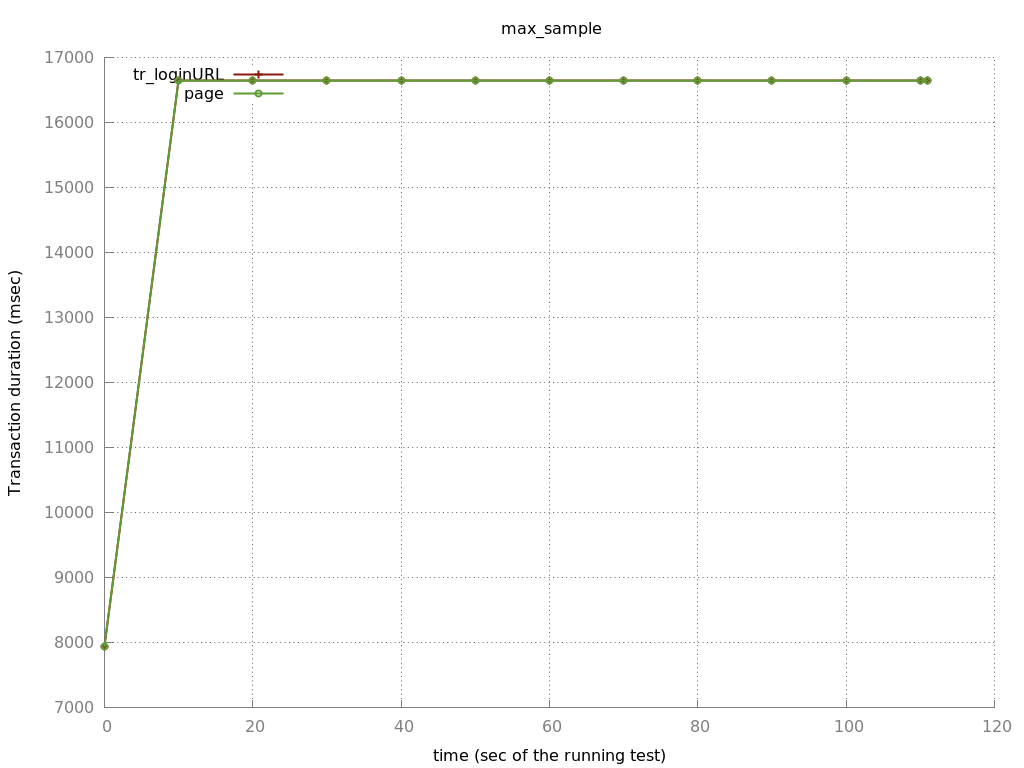 max_sample
17000
16000
15000
14000
13000
12000
11000
10000
9000
8000
7000
tr_loginURL
page
Transaction duration (msec)
0 20 40 60 80 100 120
time (sec of the running test)